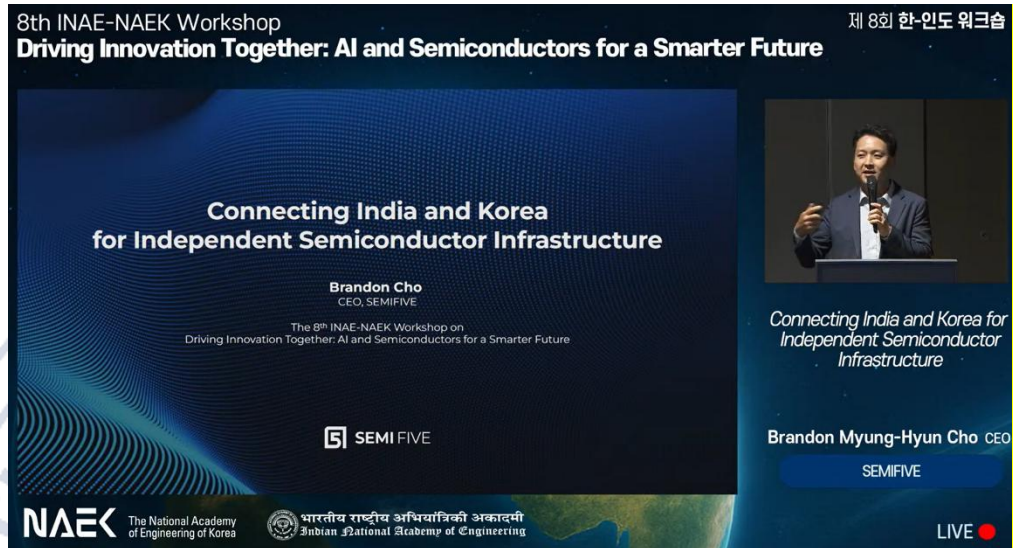 8th INAE-NAEK Workshop
제 8회 한-인도 워크숍
Driving Innovation Together: AI and Semiconductors for a Smarter Future
Connecting India and Korea
for Independent Semiconductor Infrastructure
Brandon Cho
CEO, SEMIFIVE
The 8th INAE-NAEK Workshop on
Driving Innovation Together: AI and Semiconductors for a Smarter Future
SEMIFIVE
Connecting India and Korea for
Independent Semiconductor
Infrastructure
Brandon Myung-Hyun Cho CEO
SEMIFIVE
NAEK
The National Academy
of Engineering of Korea
भारतीय राष्ट्रीय अभियांत्रिकी अकादमी
Indian National Academy of Engineering
LIVE